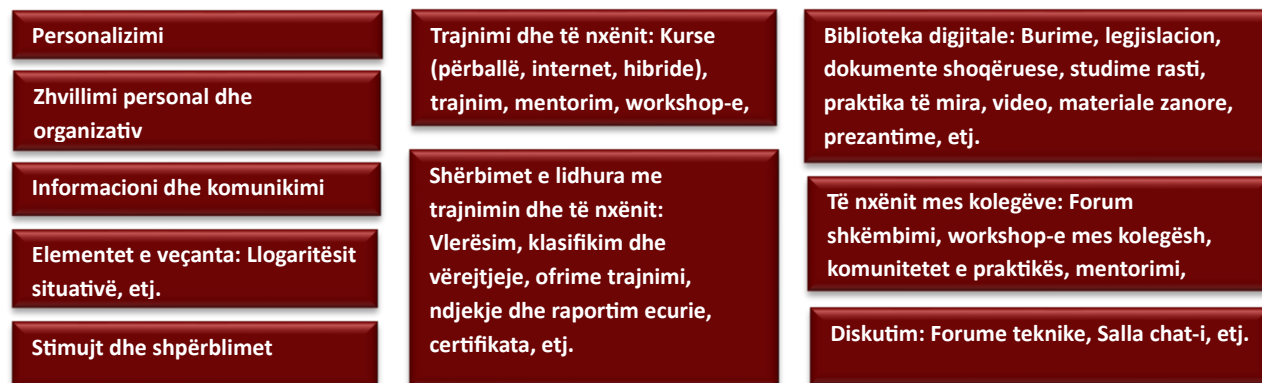 Personalizimi
Zhvillimi personal dhe
organizativ
Informacioni dhe komunikimi
Elementet e veçanta: Llogaritësit
situativë, etj.
Stimujt dhe shpërblimet
Trajnimi dhe të nxënit: Kurse
(përballë, internet, hibride),
trajnim, mentorim, workshop-e,
Shërbimet e lidhura me
trajnimin dhe të nxënit:
Vlerësim, klasifikim dhe
vërejtjeje, ofrime trajnimi,
ndjekje dhe raportim ecurie,
certifikata, etj.
Biblioteka digjitale: Burime, legjislacion,
dokumente shoqëruese, studime rasti,
praktika të mira, video, materiale zanore,
prezantime, etj.
Të nxënit mes kolegëve: Forum
shkëmbimi, workshop-e mes kolegësh,
komunitetet e praktikës, mentorimi,
Diskutim: Forume teknike, Salla chat-i, etj.